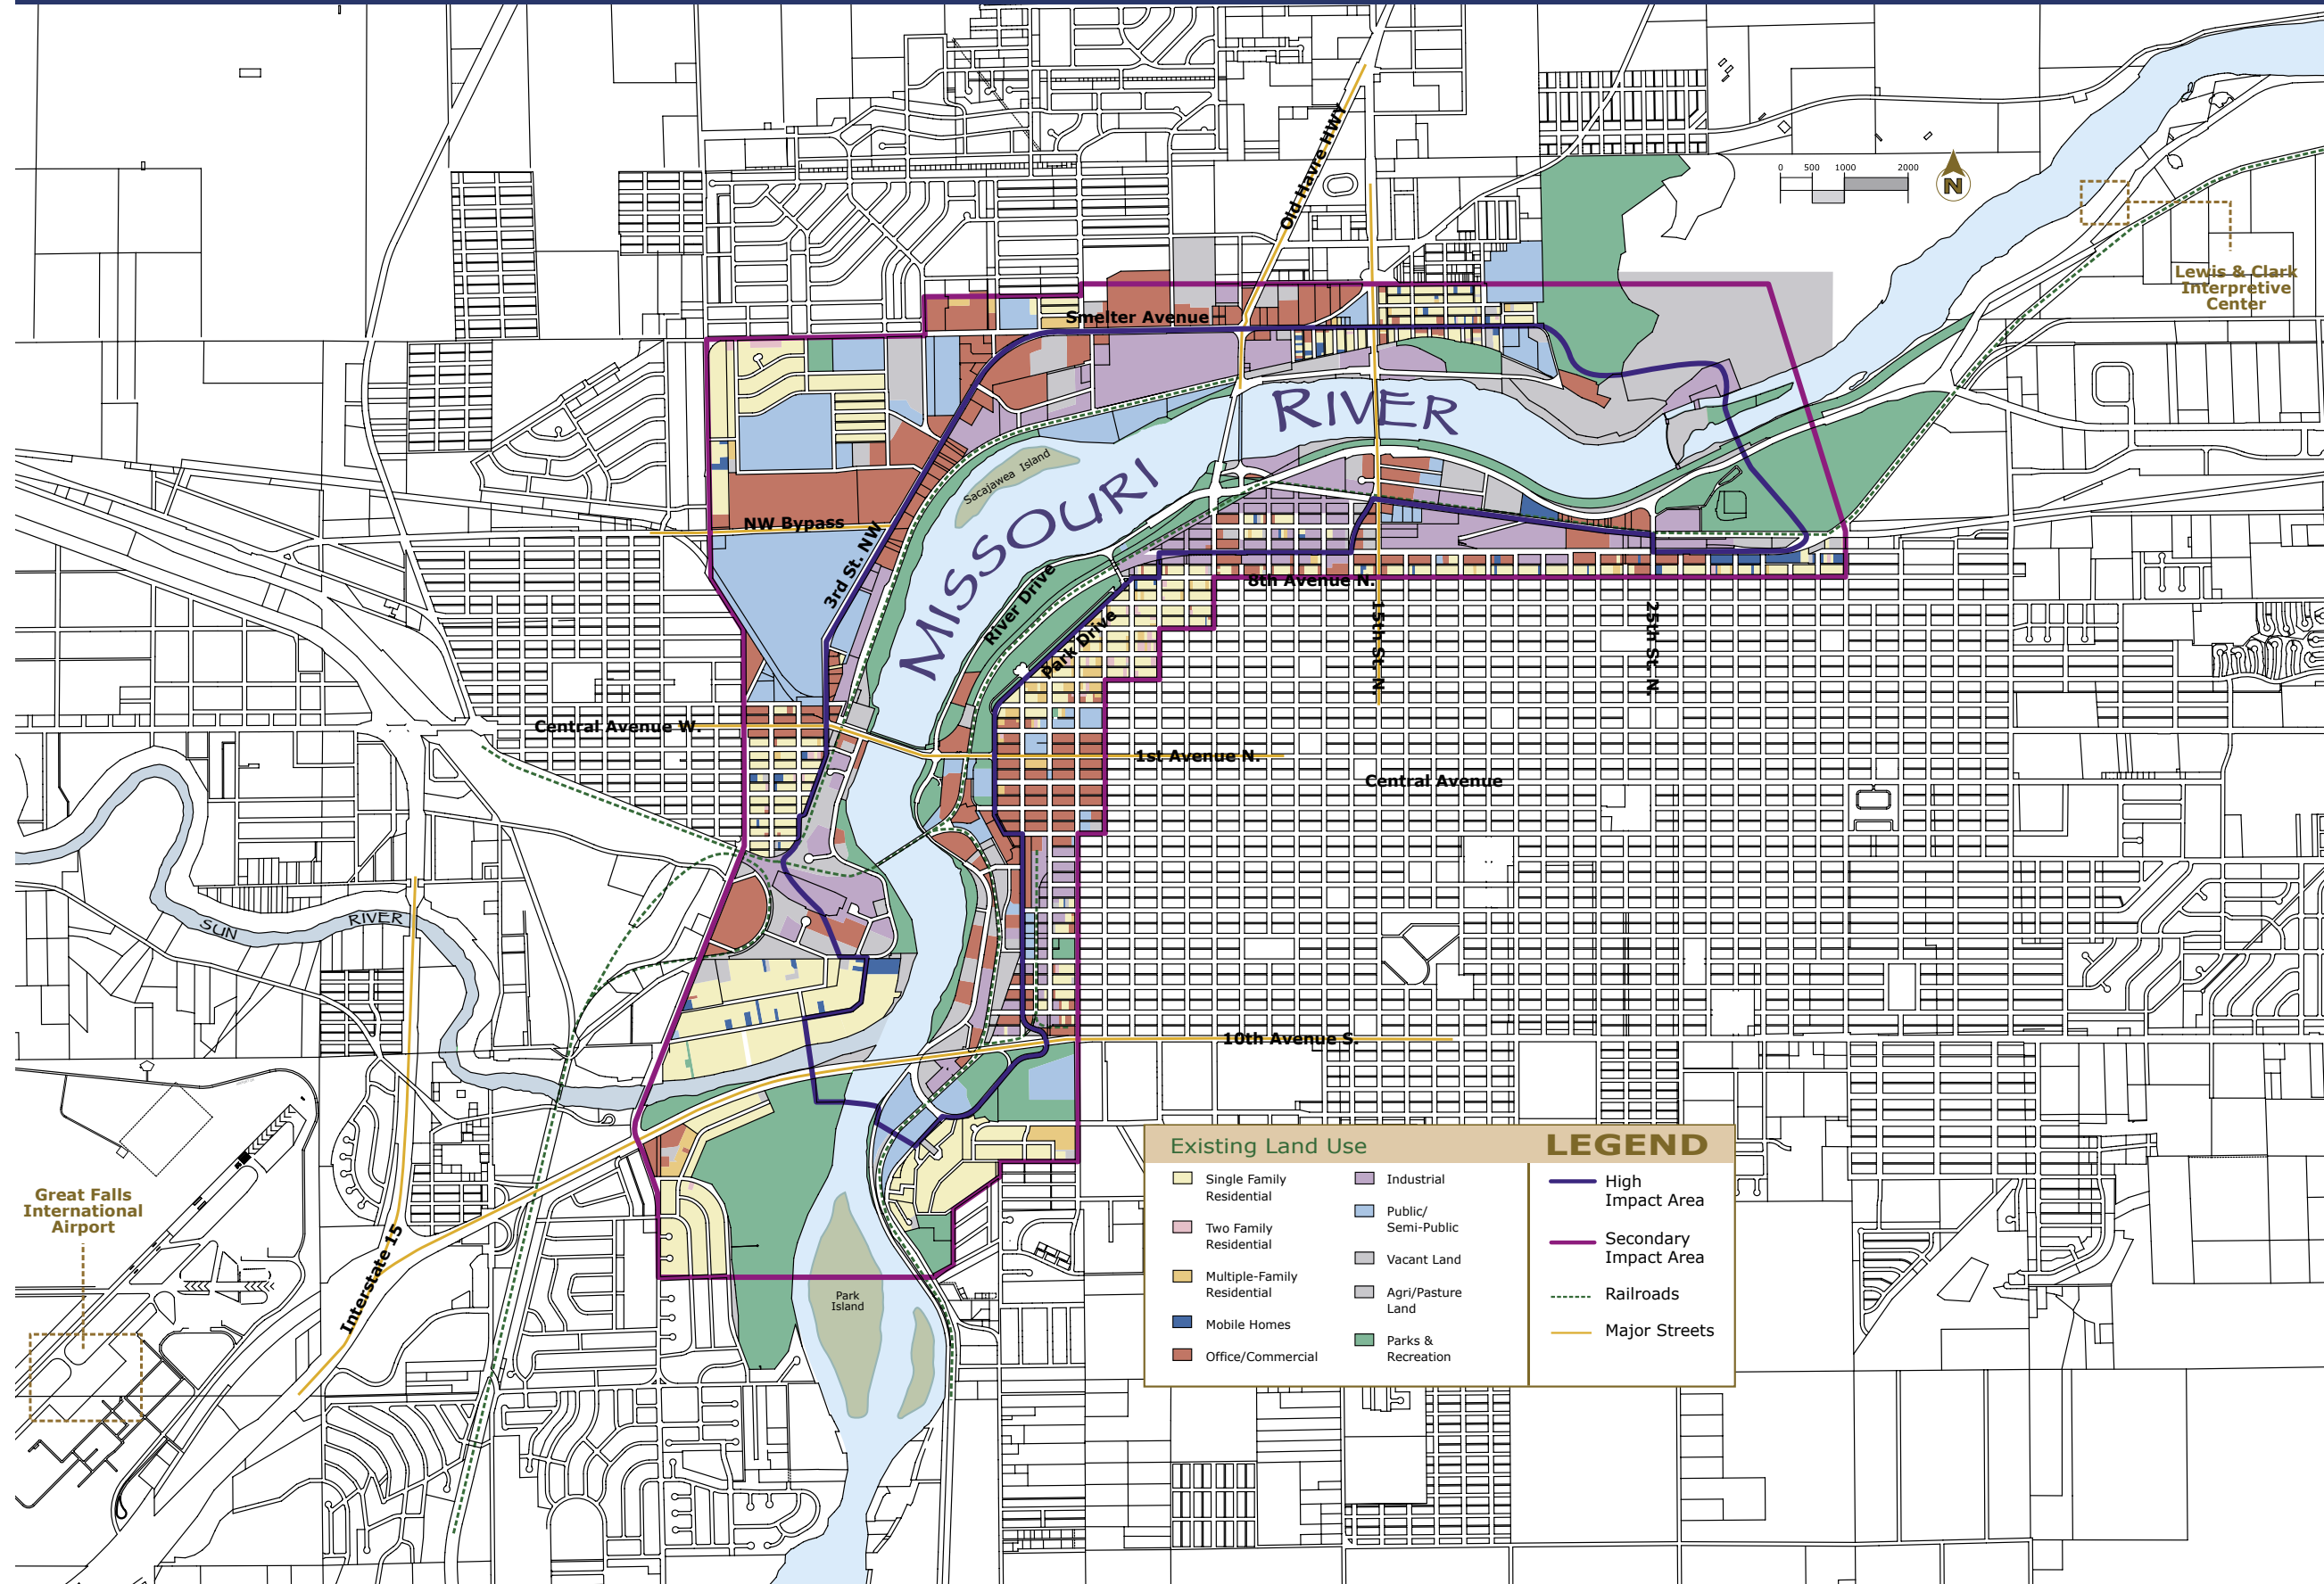 Old Havre HWY
0 500 1000 2000
N
Lewis & Clark
Interpretive
Center
Smelter Avenue
RIVER
Sacajawea Island
MISSOURI
NW Bypass
3rd St. NW
River Drive
Park Drive
8th Avenue N.
15th St. N.
25th St. N.
Central Avenue W.
1st Avenue N.
Central Avenue
SUN RIVER
10th Avenue S.
Great Falls
International
Airport
Interstate 15
Park
Island
Existing Land Use
LEGEND
Single Family
Residential
Two Family
Residential
Multiple-Family
Residential
Mobile Homes
Office/Commercial
Industrial
Public/
Semi-Public
Vacant Land
Agri/Pasture
Land
Parks &
Recreation
High
Impact Area
Secondary
Impact Area
Railroads
Major Streets